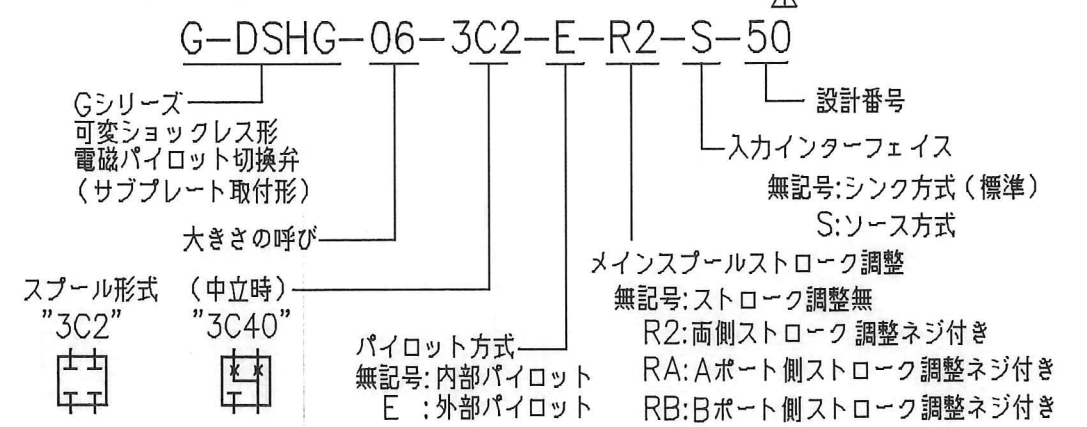 G-DSHG-06-3C2-E-R2-S-50
Gシリーズ
可変ショックレス形
電磁パイロット切換弁
(サブプレート取付形)
設計番号
入力インターフェイス
無記号:シンク方式(標準)
S:ソース方式
大きさの呼び
メインスプールストローク調整
無記号:ストローク調整無
R2:両側ストローク調整ネジ付き
RA:Aポート側ストローク調整ネジ付き
RB:Bポート側ストローク調整ネジ付き
スプール形式 (中立時)
"3C2" "3C40"
パイロット方式
無記号:内部パイロット
E :外部パイロット